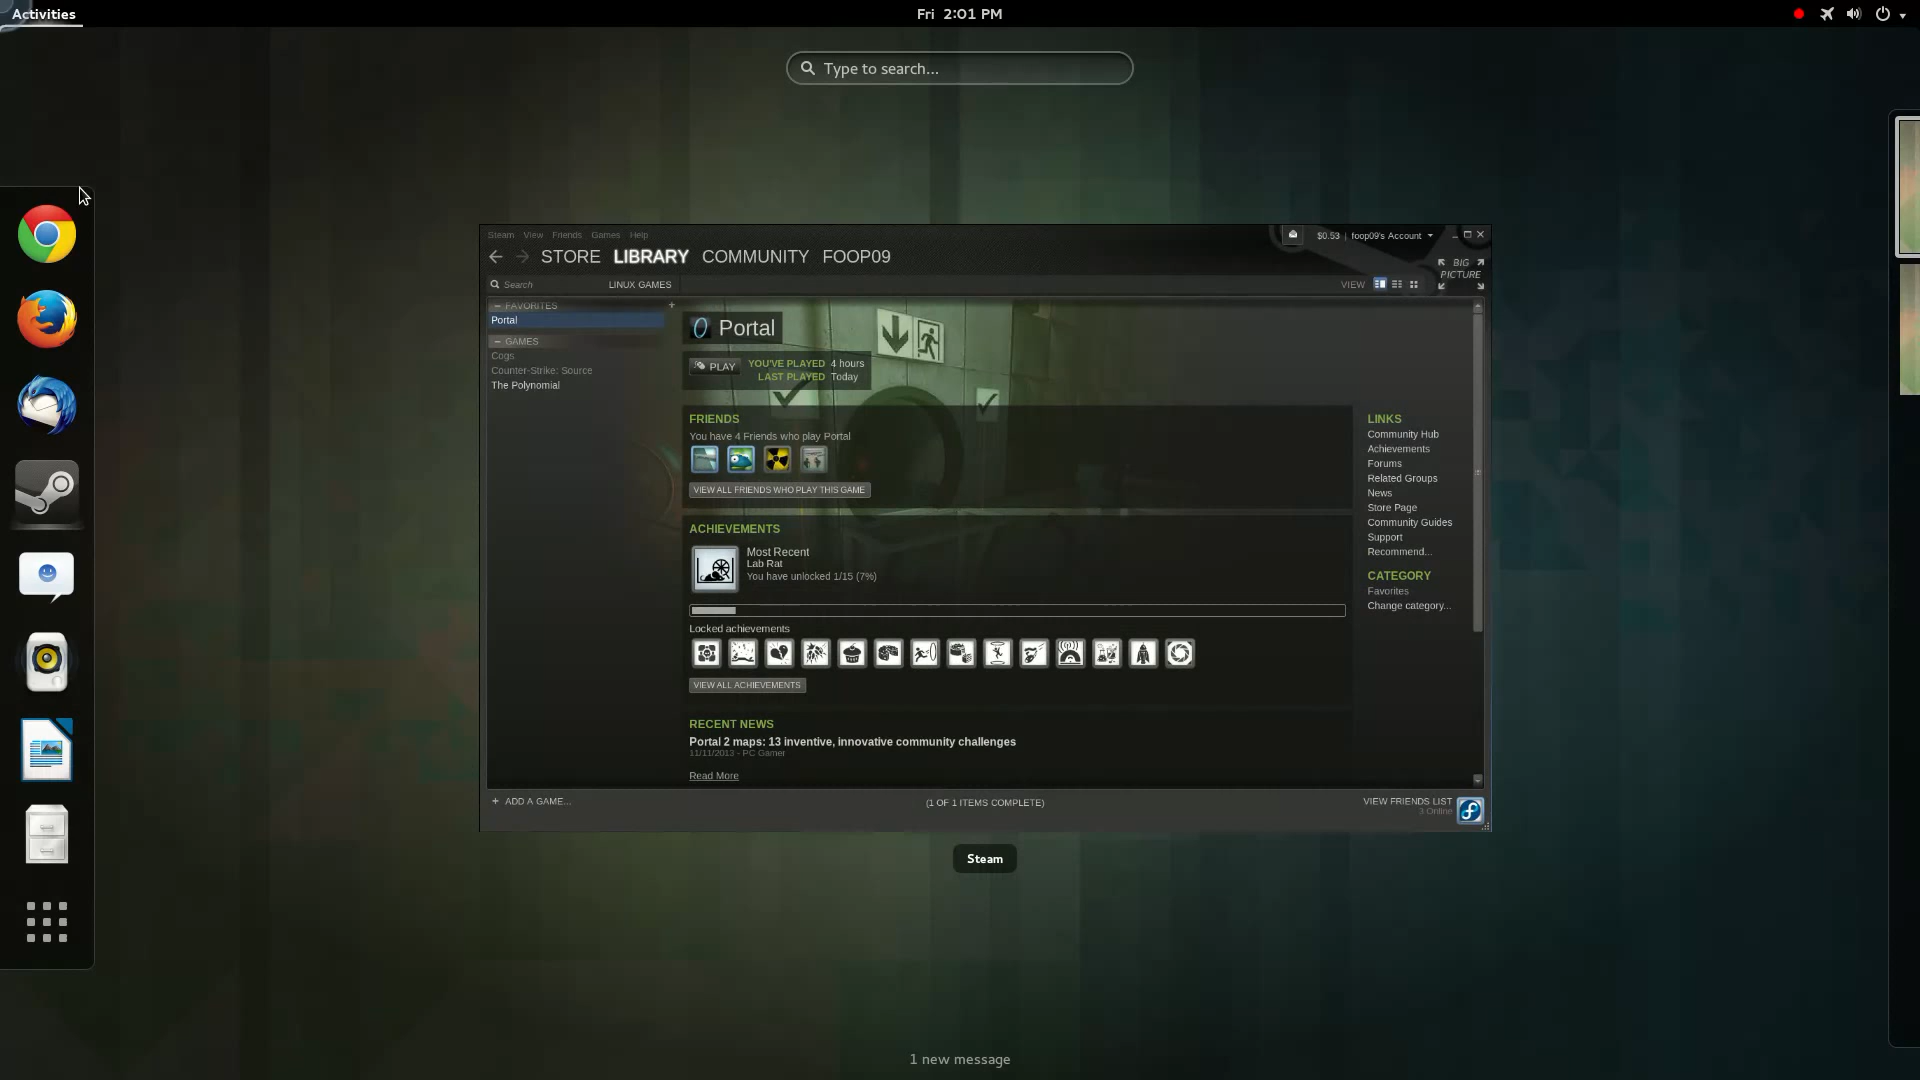 Activities
Fri 2:01 PM
Type to search...
Steam View Friends Games Help
$0.53 | foop09's Account
STORE LIBRARY COMMUNITY FOOP09
BIG PICTURE
Search
LINUX GAMES
VIEW
− FAVORITES +
Portal
− GAMES
Cogs
Counter-Strike: Source
The Polynomial
Portal
PLAY
YOU'VE PLAYED 4 hours
LAST PLAYED Today
FRIENDS
You have 4 Friends who play Portal
VIEW ALL FRIENDS WHO PLAY THIS GAME
ACHIEVEMENTS
Most Recent
Lab Rat
You have unlocked 1/15 (7%)
Locked achievements
VIEW ALL ACHIEVEMENTS
RECENT NEWS
Portal 2 maps: 13 inventive, innovative community challenges
11/11/2013 - PC Gamer
Read More
LINKS
Community Hub
Achievements
Forums
Related Groups
News
Store Page
Community Guides
Support
Recommend...
CATEGORY
Favorites
Change category...
+ ADD A GAME...
(1 OF 1 ITEMS COMPLETE)
VIEW FRIENDS LIST
3 Online
Steam
1 new message